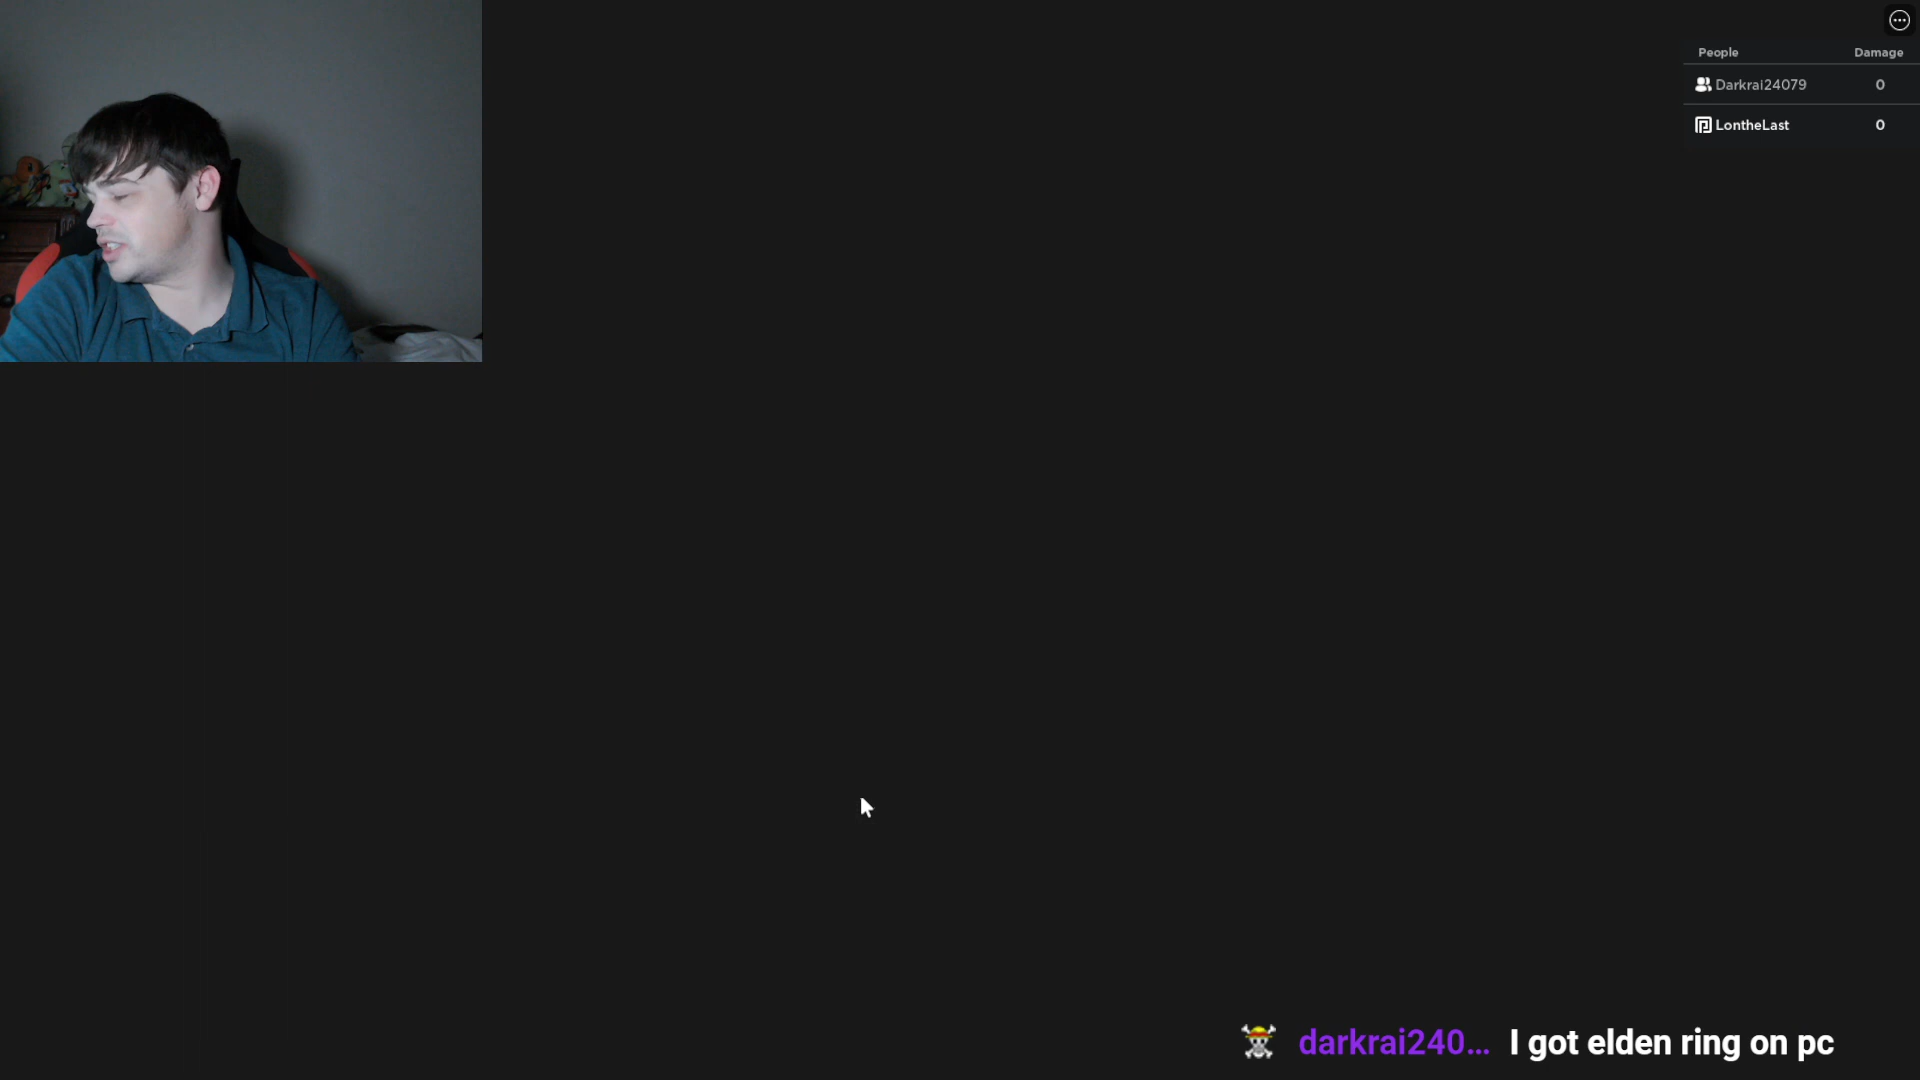 People Damage
Darkrai24079 0
LontheLast 0
darkrai240... I got elden ring on pc